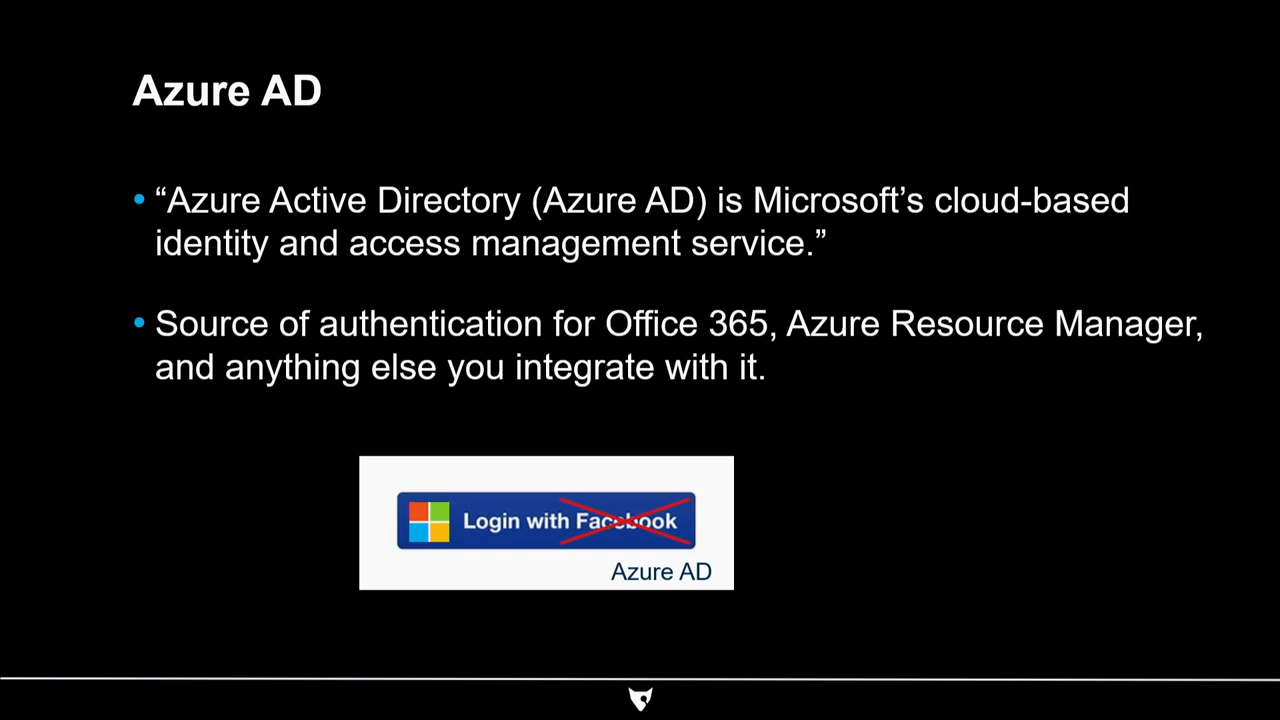 Azure AD
• “Azure Active Directory (Azure AD) is Microsoft’s cloud-based
identity and access management service.”
• Source of authentication for Office 365, Azure Resource Manager,
and anything else you integrate with it.
Login with Facebook
Azure AD